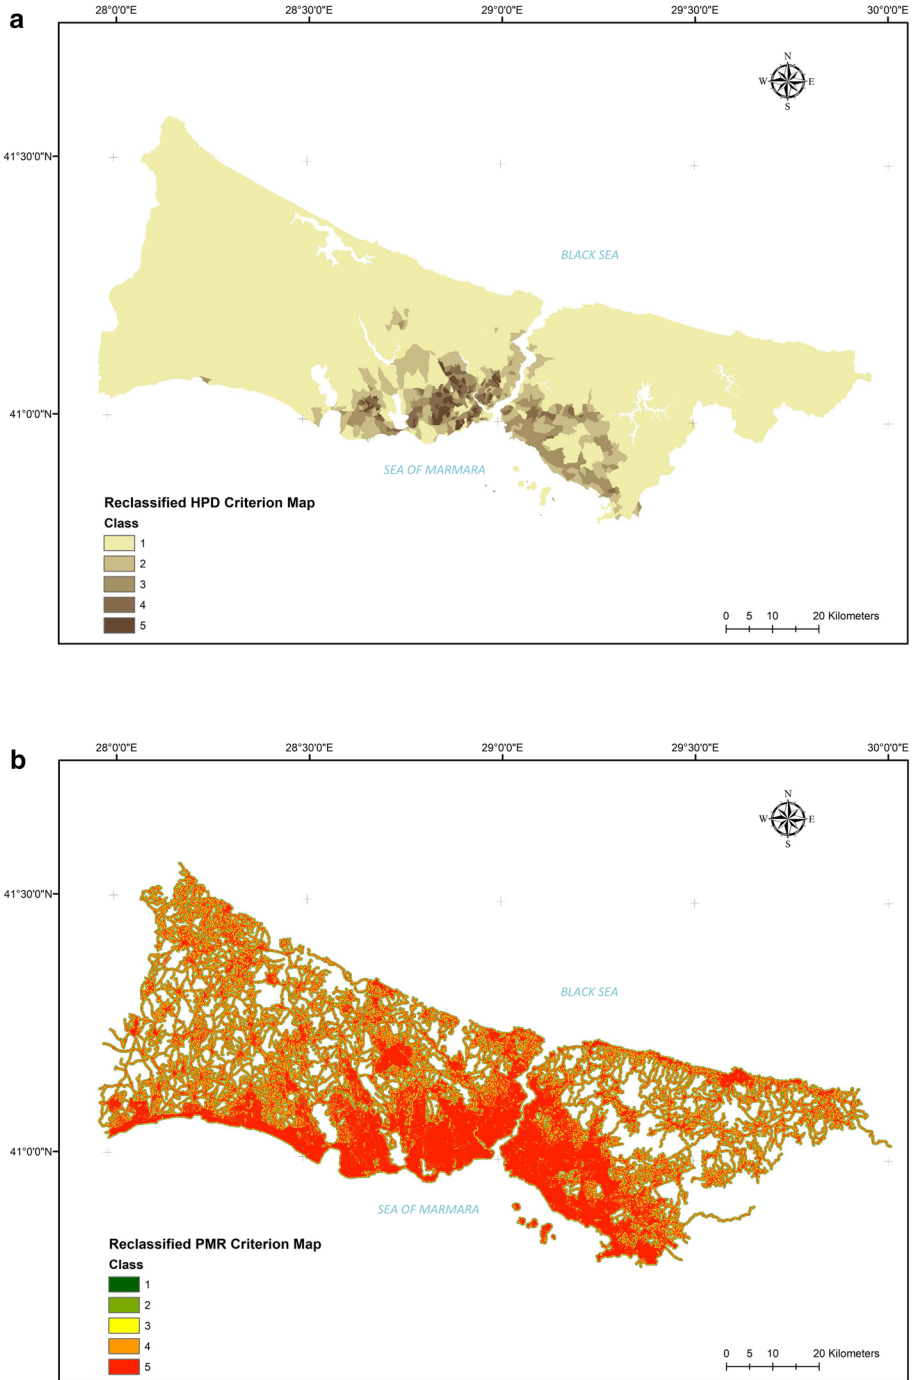 a
28°0'0"E 28°30'0"E 29°0'0"E 29°30'0"E 30°0'0"E
N
W E
S
41°30'0"N
BLACK SEA
41°0'0"N
SEA OF MARMARA
Reclassified HPD Criterion Map
Class
1
2
3
4
5
0 5 10 20 Kilometers
b
28°0'0"E 28°30'0"E 29°0'0"E 29°30'0"E 30°0'0"E
N
W E
S
41°30'0"N
BLACK SEA
41°0'0"N
SEA OF MARMARA
Reclassified PMR Criterion Map
Class
1
2
3
4
5
0 5 10 20 Kilometers